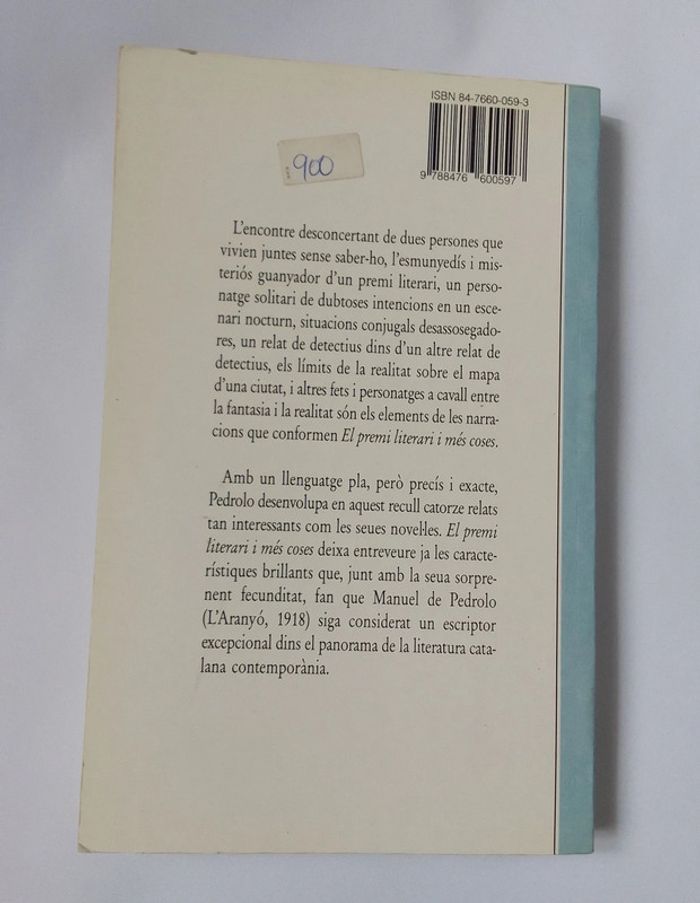 ISBN 84-7660-059-3
9 788476 600597
900
L'encontre desconcertant de dues persones que
vivien juntes sense saber-ho, l'esmunyedís i mis-
teriós guanyador d'un premi literari, un perso-
natge solitari de dubtoses intencions en un esce-
nari nocturn, situacions conjugals desassosegado-
res, un relat de detectius dins d'un altre relat de
detectius, els límits de la realitat sobre el mapa
d'una ciutat, i altres fets i personatges a cavall entre
la fantasia i la realitat són els elements de les narra-
cions que conformen El premi literari i més coses.
Amb un llenguatge pla, però precís i exacte,
Pedrolo desenvolupa en aquest recull catorze relats
tan interessants com les seues novel·les. El premi
literari i més coses deixa entreveure ja les caracte-
rístiques brillants que, junt amb la seua sorpre-
nent fecunditat, fan que Manuel de Pedrolo
(L'Aranyó, 1918) siga considerat un escriptor
excepcional dins el panorama de la literatura cata-
lana contemporània.